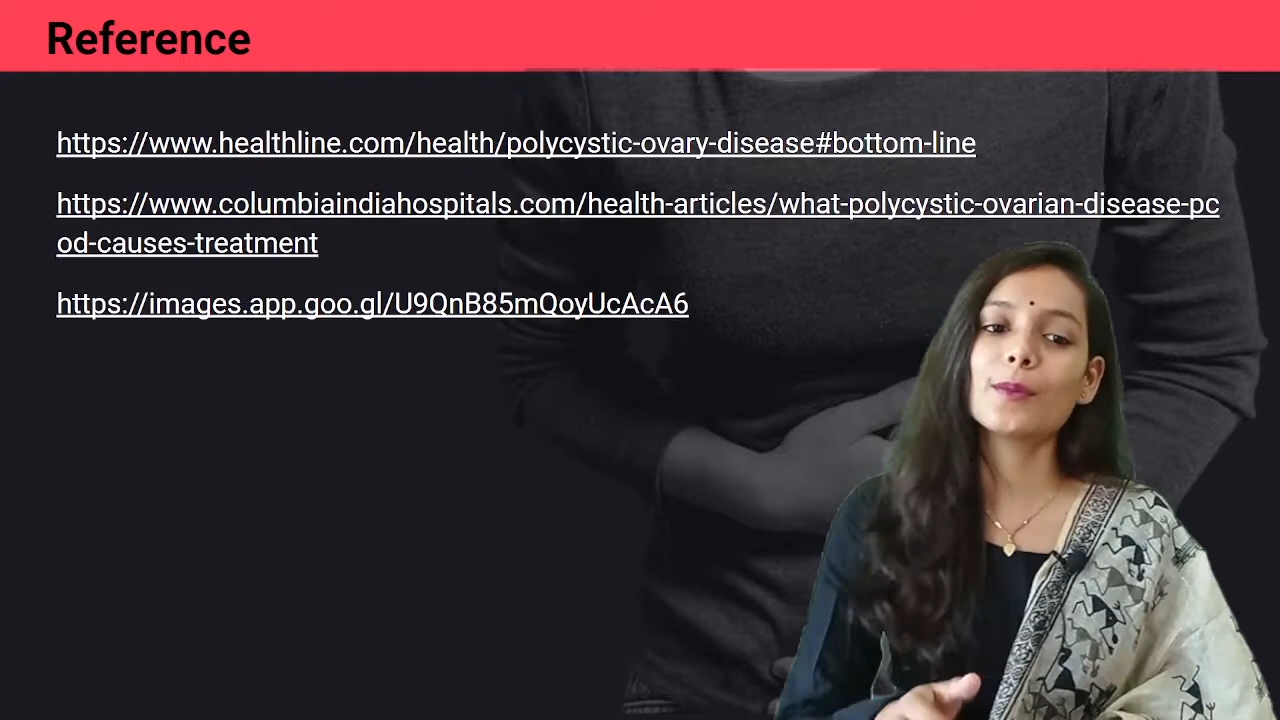 Reference
https://www.healthline.com/health/polycystic-ovary-disease#bottom-line
https://www.columbiaindiahospitals.com/health-articles/what-polycystic-ovarian-disease-pc
od-causes-treatment
https://images.app.goo.gl/U9QnB85mQoyUcAcA6